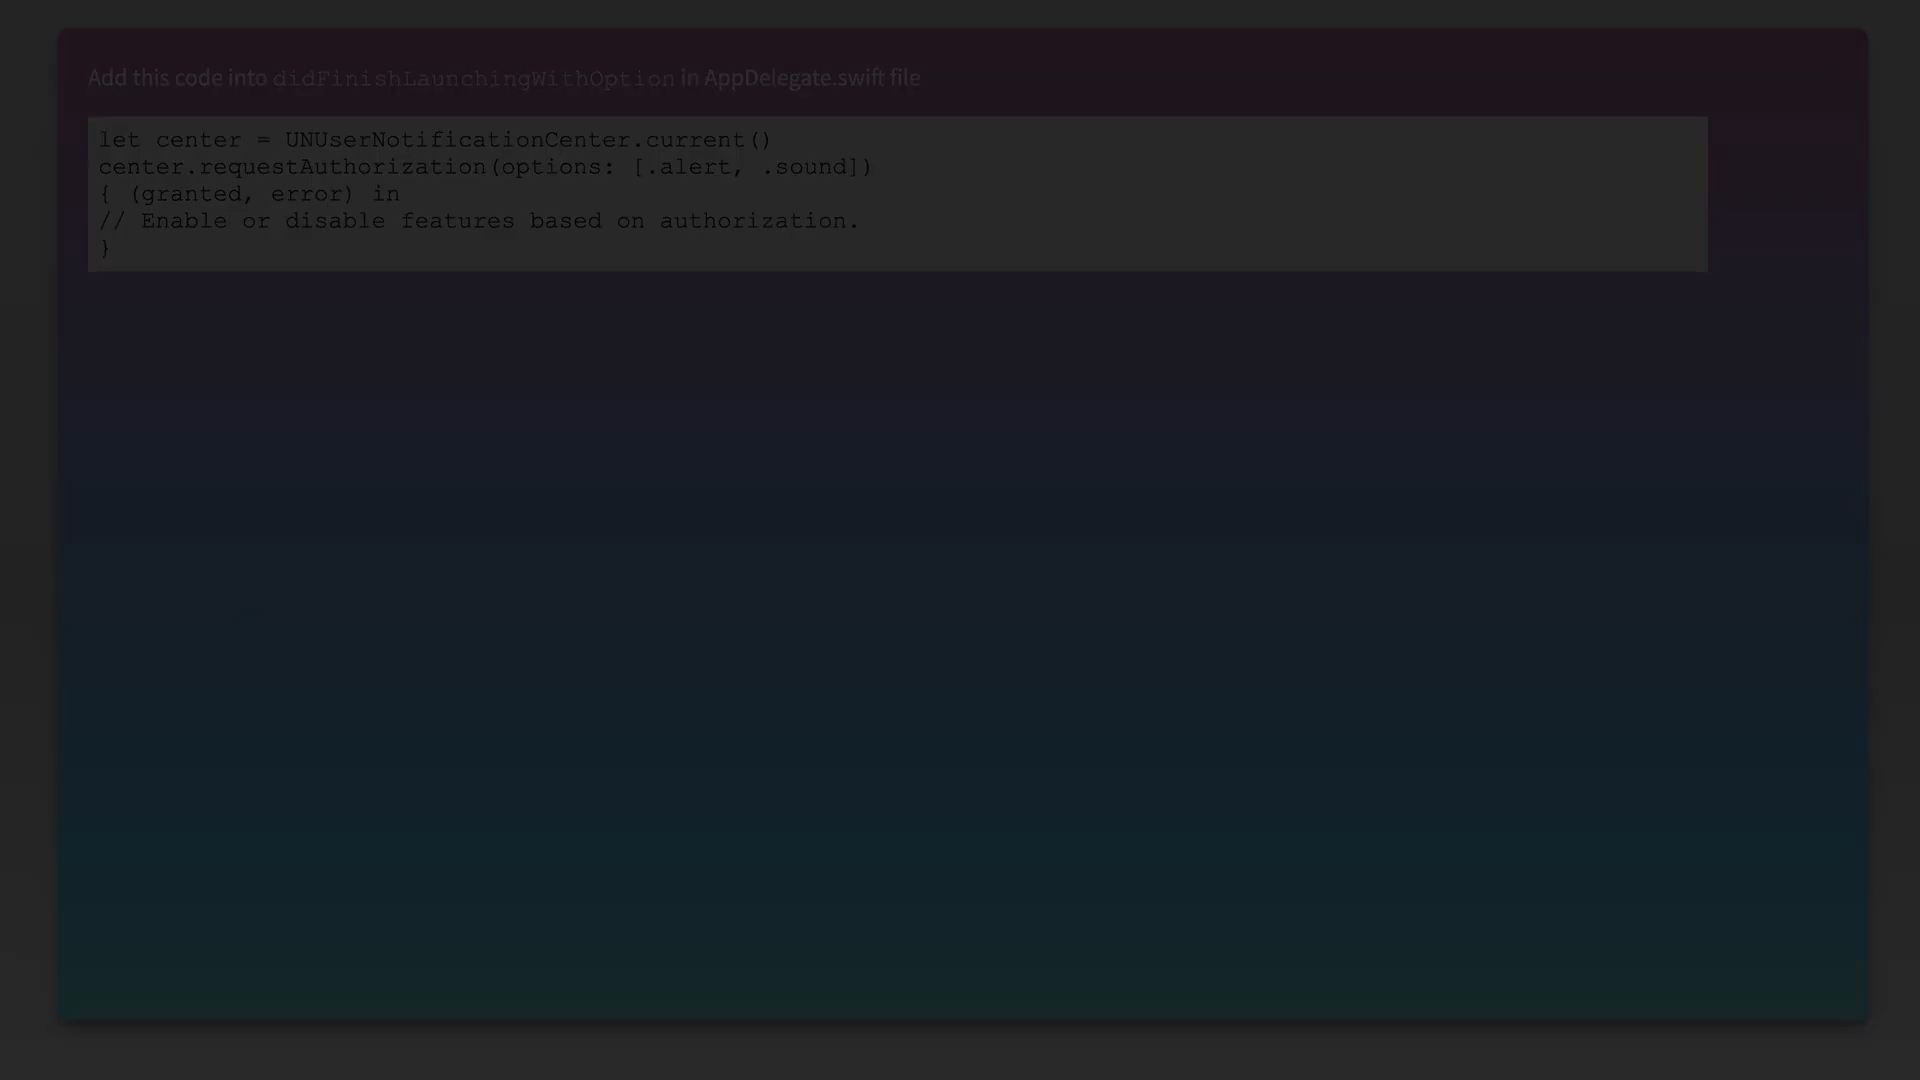 Add this code into didFinishLaunchingWithOption in AppDelegate.swift file
let center = UNUserNotificationCenter.current()
center.requestAuthorization(options: [.alert, .sound])
{ (granted, error) in
// Enable or disable features based on authorization.
}